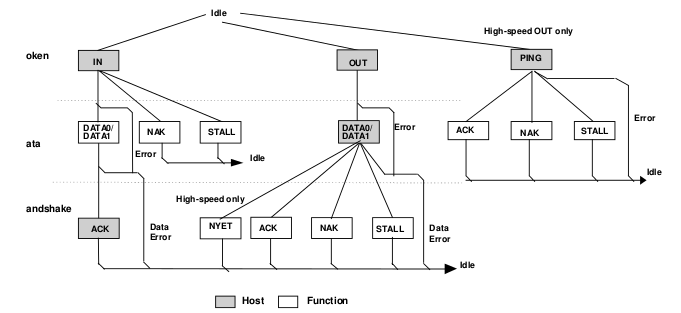 Idle
High-speed OUT only
oken
IN
OUT
PING
ata
DATA0/
DATA1
NAK
STALL
Error
Idle
DATA0/
DATA1
Error
ACK
NAK
STALL
Error
Idle
andshake
High-speed only
ACK
Data
Error
NYET
ACK
NAK
STALL
Data
Error
Idle
Host
Function